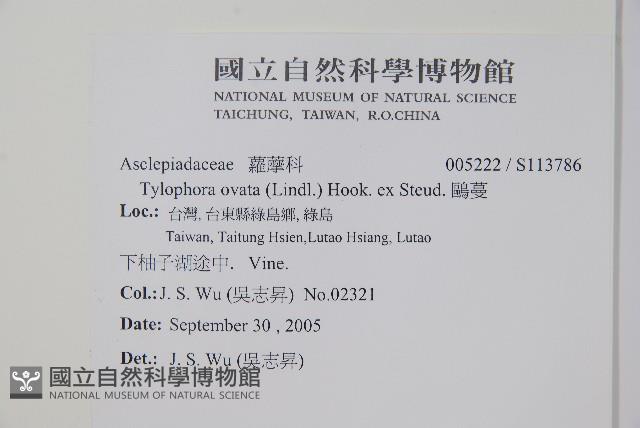 國立自然科學博物館
NATIONAL MUSEUM OF NATURAL SCIENCE
TAICHUNG, TAIWAN, R.O.CHINA
Asclepiadaceae 蘿藦科 005222 / S113786
Tylophora ovata (Lindl.) Hook. ex Steud. 鷗蔓
Loc.: 台灣, 台東縣綠島鄉, 綠島
Taiwan, Taitung Hsien,Lutao Hsiang, Lutao
下柚子湖途中. Vine.
Col.:J. S. Wu (吳志昇) No.02321
Date: September 30 , 2005
Det.: J. S. Wu (吳志昇)
國立自然科學博物館
NATIONAL MUSEUM OF NATURAL SCIENCE